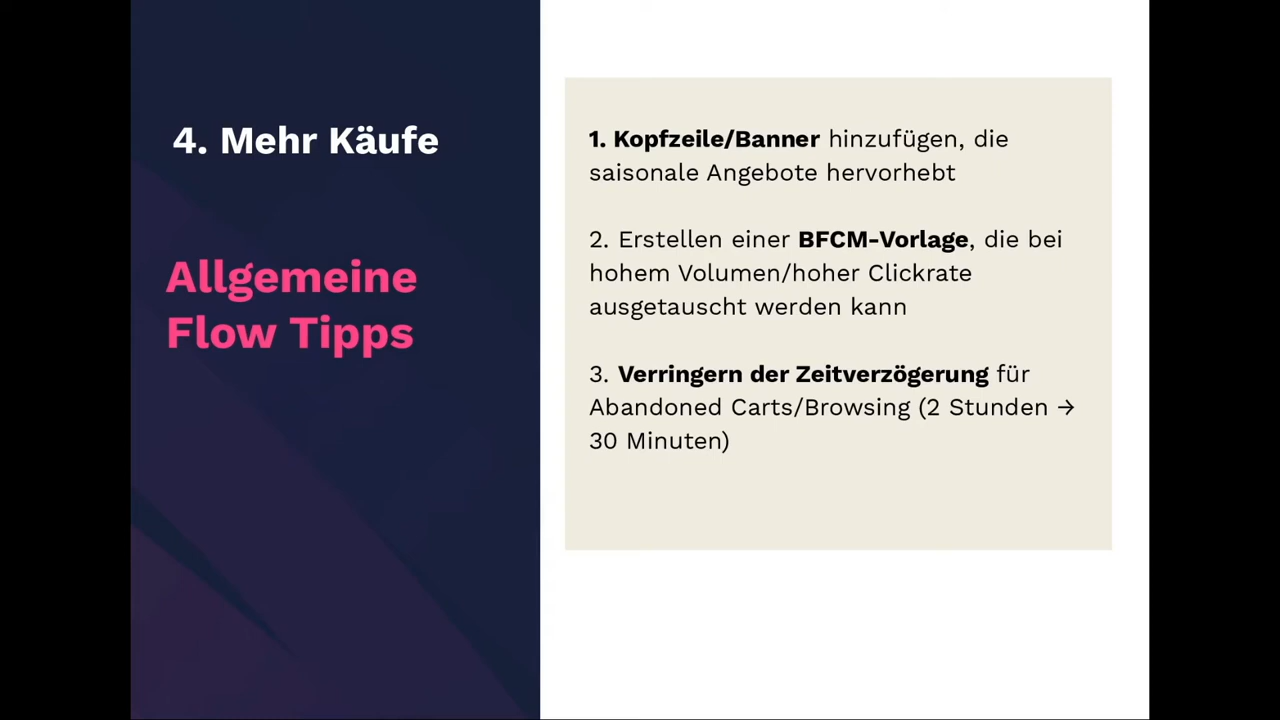 4. Mehr Käufe
Allgemeine
Flow Tipps
1. Kopfzeile/Banner hinzufügen, die
saisonale Angebote hervorhebt
2. Erstellen einer BFCM-Vorlage, die bei
hohem Volumen/hoher Clickrate
ausgetauscht werden kann
3. Verringern der Zeitverzögerung für
Abandoned Carts/Browsing (2 Stunden →
30 Minuten)